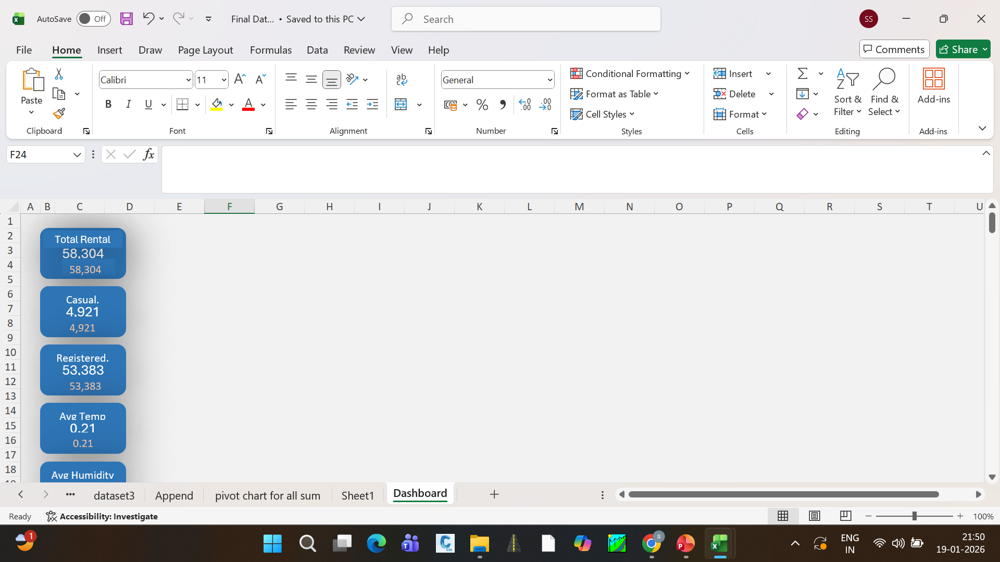 AutoSave Off Final Dat... • Saved to this PC Search SS
File Home Insert Draw Page Layout Formulas Data Review View Help Comments Share
Paste
Clipboard
Calibri 11
B I U A
Font
ab
Alignment
General
% .00
Number
Conditional Formatting
Format as Table
Cell Styles
Styles
Insert
Delete
Format
Cells
Sort & Filter
Find & Select
Editing
Add-ins
Add-ins
F24 fx
A B C D E F G H I J K L M N O P Q R S T U
1
2
3
4
5
6
7
8
9
10
11
12
13
14
15
16
17
18
Total Rental
58,304
58,304
Casual.
4,921
4,921
Registered.
53,383
53,383
Avg Temp
0.21
0.21
Avg Humidity
dataset3 Append pivot chart for all sum Sheet1 Dashboard
Ready Accessibility: Investigate 100%
1
ENG
IN
21:50
19-01-2026